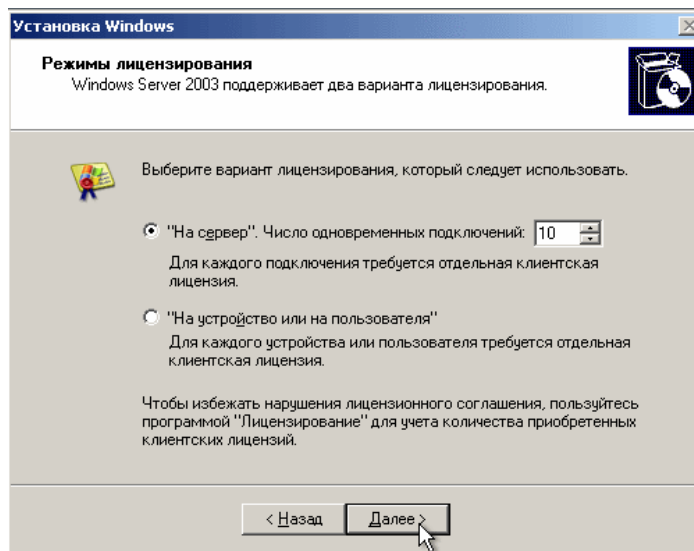 Установка Windows
Режимы лицензирования
Windows Server 2003 поддерживает два варианта лицензирования.
Выберите вариант лицензирования, который следует использовать.
"На сервер". Число одновременных подключений: 10
Для каждого подключения требуется отдельная клиентская
лицензия.
"На устройство или на пользователя"
Для каждого устройства или пользователя требуется отдельная
клиентская лицензия.
Чтобы избежать нарушения лицензионного соглашения, пользуйтесь
программой "Лицензирование" для учета количества приобретенных
клиентских лицензий.
< Назад
Далее >